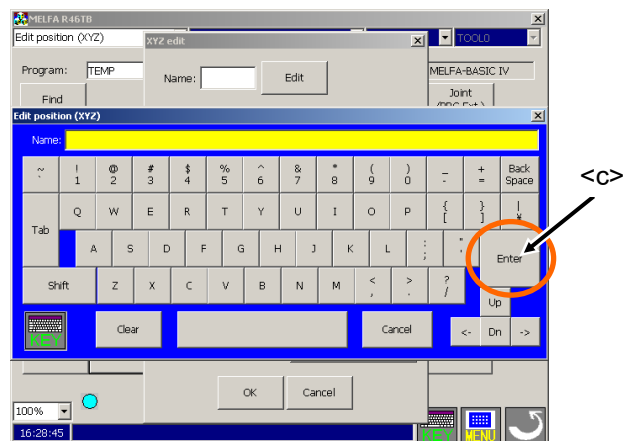 MELFA R46TB
Edit position (XYZ)
XYZ edit
TOOL0
Program: TEMP
Name:
Edit
MELFA-BASIC IV
Find
Joint
Edit position (XYZ)
Name:
~ ` ! 1 @ 2 # 3 $ 4 % 5 ^ 6 & 7 * 8 ( 9 ) 0 _ - + = Back Space
<c>
Tab Q W E R T Y U I O P { [ } ] | ¥
A S D F G H J K L : ; " ' Enter
Shift Z X C V B N M < , > . ? / Up
KEY Clear Cancel <- Dn ->
OK Cancel
100%
16:28:45
KEY MENU